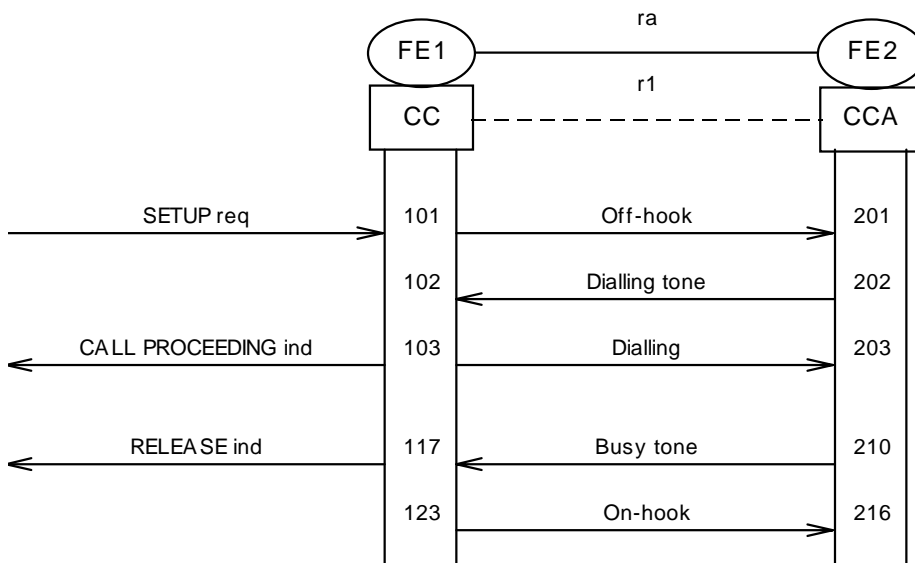 ra
FE1
FE2
r1
CC
CCA
SETUP req
101
Off-hook
201
102
Dialling tone
202
CALL PROCEEDING ind
103
Dialling
203
RELEASE ind
117
Busy tone
210
123
On-hook
216